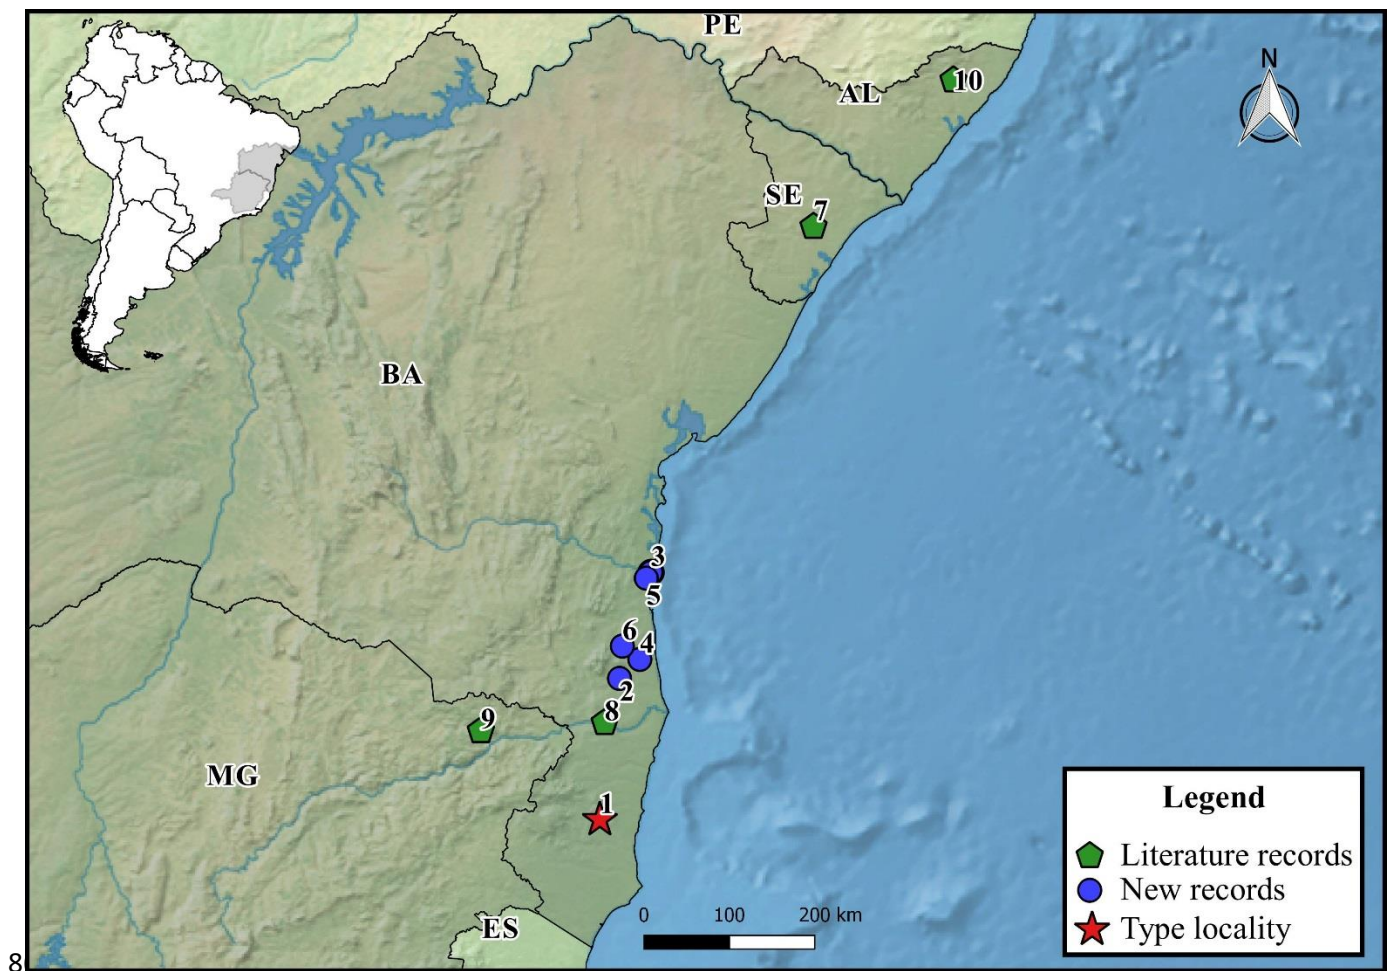 PE
N
10
AL
SE
7
BA
3
5
6
4
2
9
8
MG
1
Legend
Literature records
New records
Type locality
0 100 200 km
ES
8